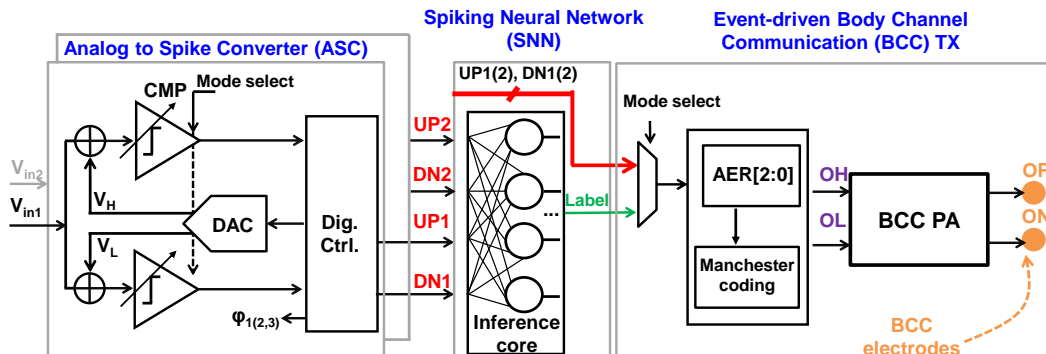 Spiking Neural Network
(SNN)
Event-driven Body Channel
Communication (BCC) TX
Analog to Spike Converter (ASC)
UP1(2), DN1(2)
CMP
Mode select
Mode select
UP2
Vin2
Vin1
VH
DN2
AER[2:0]
OH
OP
DAC
Dig.
Ctrl.
Label
...
BCC PA
UP1
OL
ON
VL
DN1
Manchester
coding
φ1(2,3)
Inference
core
BCC
electrodes